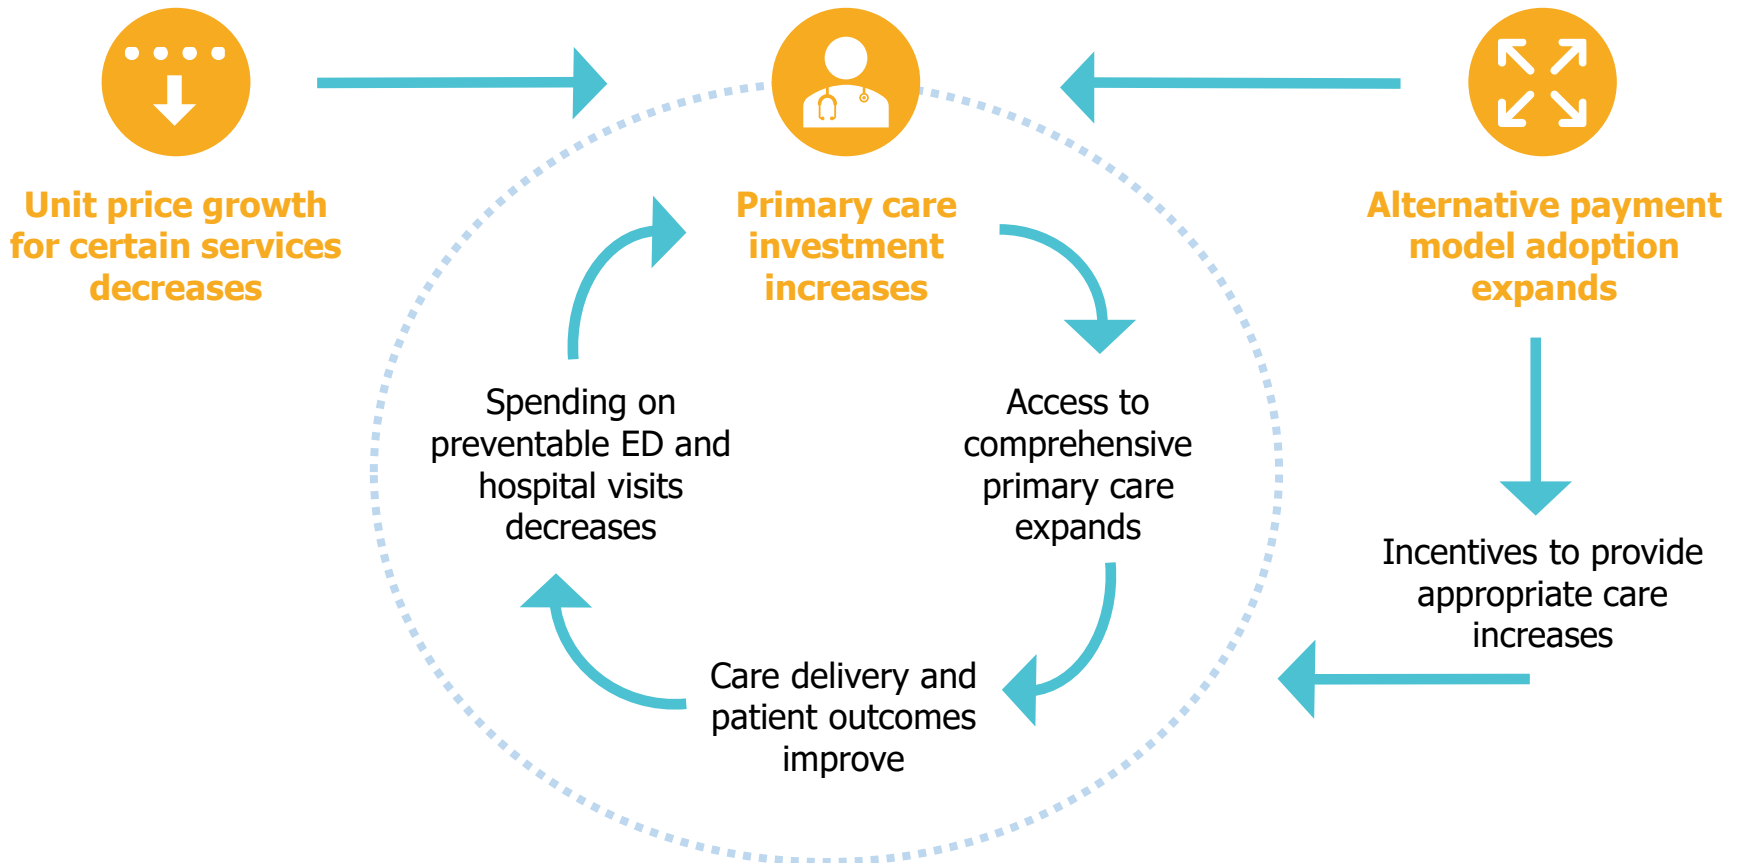 Unit price growth
for certain services
decreases
Primary care
investment
increases
Alternative payment
model adoption
expands
Spending on
preventable ED and
hospital visits
decreases
Access to
comprehensive
primary care
expands
Incentives to provide
appropriate care
increases
Care delivery and
patient outcomes
improve